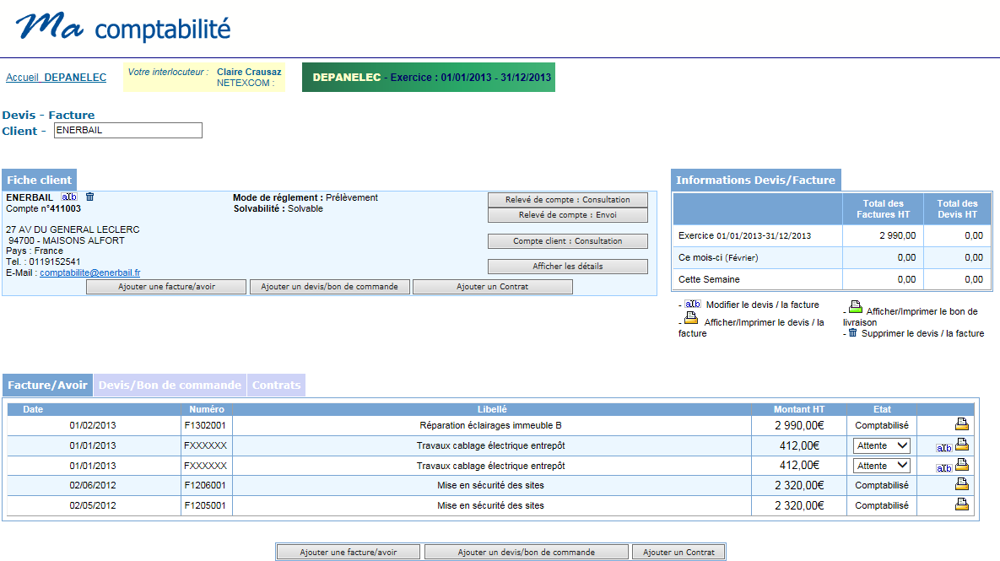 Ma comptabilité
Accueil DEPANELEC
Votre interlocuteur : Claire Crausaz
NETEXCOM :
DEPANELEC - Exercice : 01/01/2013 - 31/12/2013
Devis - Facture
Client - ENERBAIL
Fiche client
ENERBAIL
Compte n°411003
27 AV DU GENERAL LECLERC
94700 - MAISONS ALFORT
Pays : France
Tel. : 0119152541
E-Mail : comptabilite@enerbail.fr
Mode de réglement : Prélèvement
Solvabilité : Solvable
Relevé de compte : Consultation
Relevé de compte : Envoi
Compte client : Consultation
Afficher les détails
Ajouter une facture/avoir Ajouter un devis/bon de commande Ajouter un Contrat
Informations Devis/Facture
Total des Total des
Factures HT Devis HT
Exercice 01/01/2013-31/12/2013 2 990,00 0,00
Ce mois-ci (Février) 0,00 0,00
Cette Semaine 0,00 0,00
- Modifier le devis / la facture
- Afficher/Imprimer le devis / la
facture
- Afficher/Imprimer le bon de
livraison
- Supprimer le devis / la facture
Facture/Avoir Devis/Bon de commande Contrats
Date Numéro Libellé Montant HT Etat
01/02/2013 F1302001 Réparation éclairages immeuble B 2 990,00€ Comptabilisé
01/01/2013 FXXXXXX Travaux cablage électrique entrepôt 412,00€ Attente
01/01/2013 FXXXXXX Travaux cablage électrique entrepôt 412,00€ Attente
02/06/2012 F1206001 Mise en sécurité des sites 2 320,00€ Comptabilisé
02/05/2012 F1205001 Mise en sécurité des sites 2 320,00€ Comptabilisé
Ajouter une facture/avoir Ajouter un devis/bon de commande Ajouter un Contrat